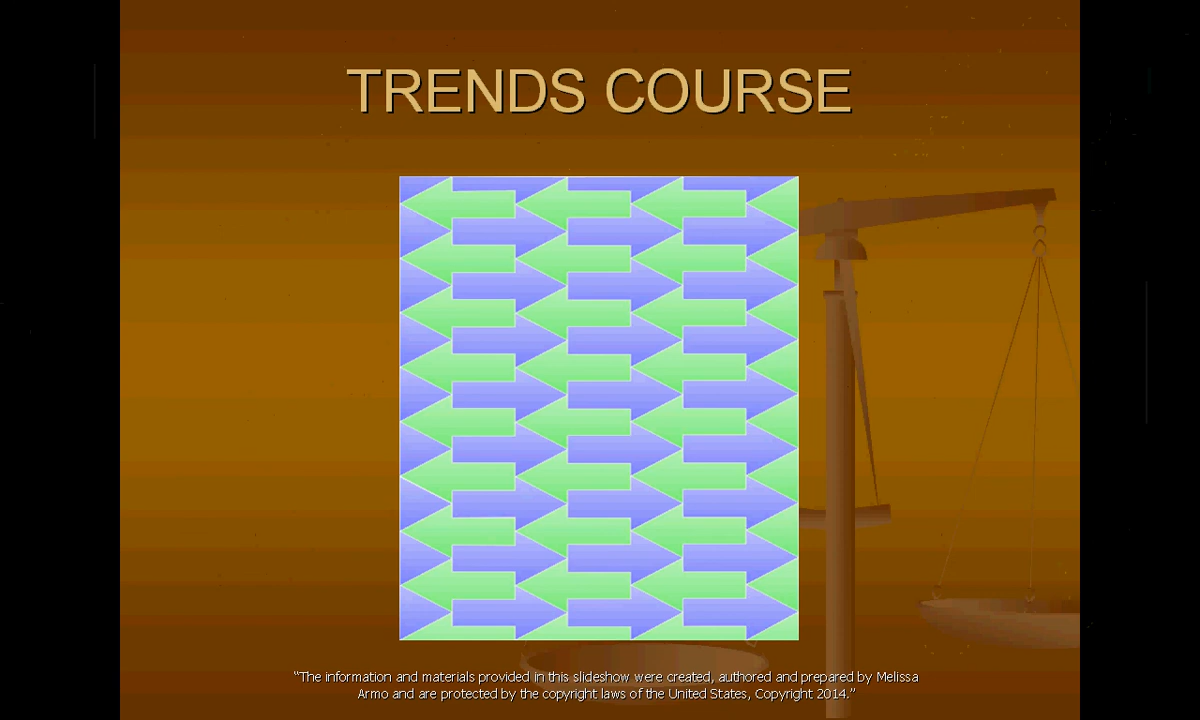 TRENDS COURSE
“The information and materials provided in this slideshow were created, authored and prepared by Melissa
Armo and are protected by the copyright laws of the United States, Copyright 2014.”